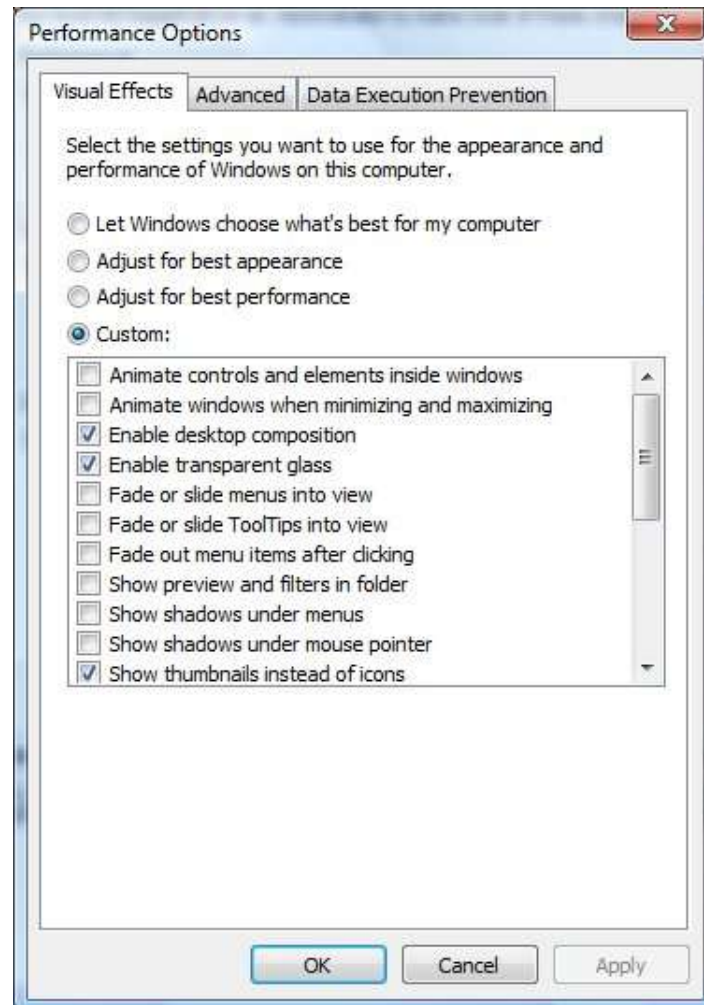 Performance Options
Visual Effects Advanced Data Execution Prevention
Select the settings you want to use for the appearance and
performance of Windows on this computer.
Let Windows choose what's best for my computer
Adjust for best appearance
Adjust for best performance
Custom:
Animate controls and elements inside windows
Animate windows when minimizing and maximizing
Enable desktop composition
Enable transparent glass
Fade or slide menus into view
Fade or slide ToolTips into view
Fade out menu items after clicking
Show preview and filters in folder
Show shadows under menus
Show shadows under mouse pointer
Show thumbnails instead of icons
OK Cancel Apply